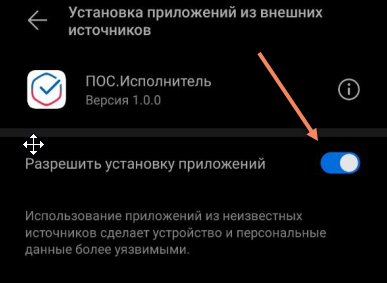 Установка приложений из внешних
источников
ПОС.Исполнитель
Версия 1.0.0
Разрешить установку приложений
Использование приложений из неизвестных
источников сделает устройство и персональные
данные более уязвимыми.